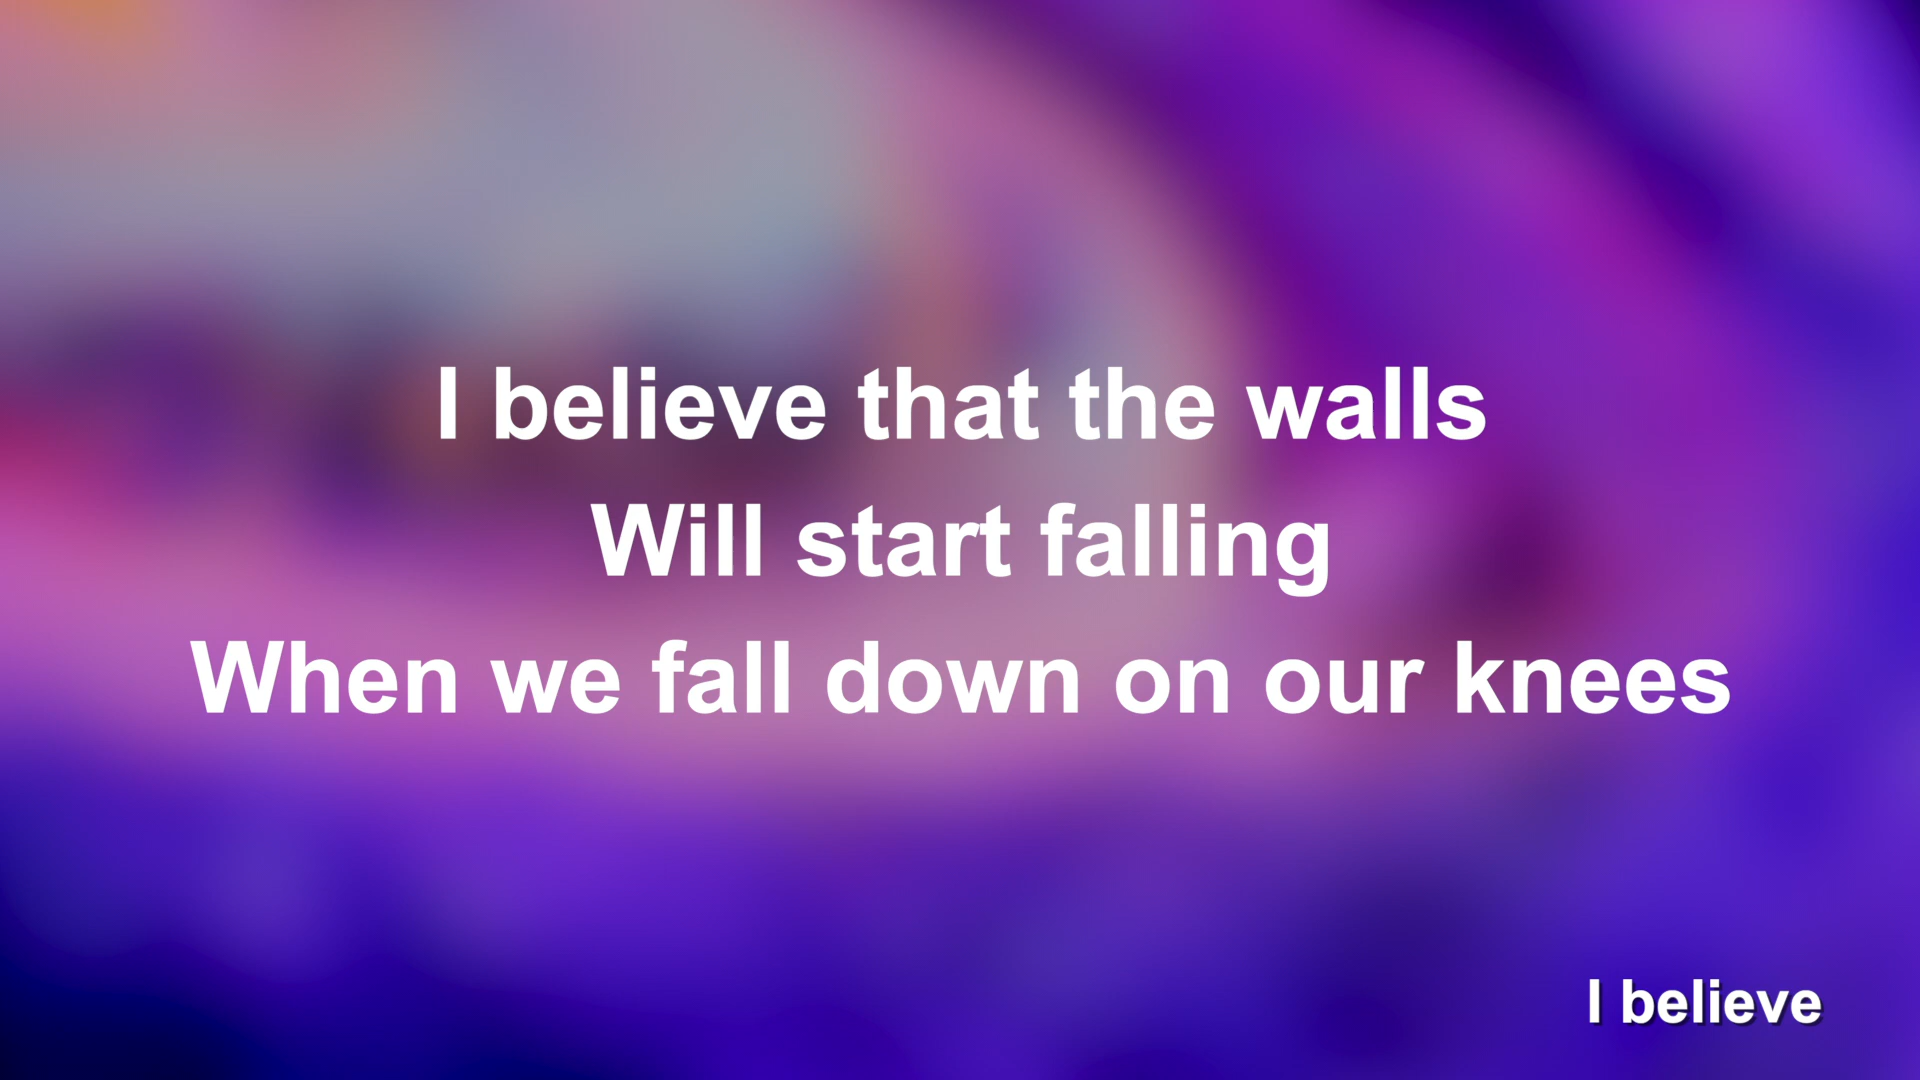 I believe that the walls
Will start falling
When we fall down on our knees
I believe